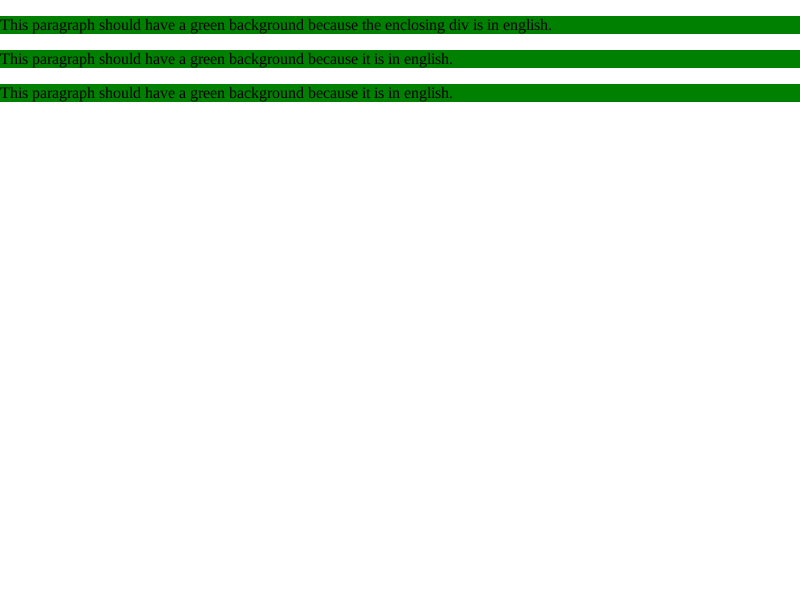 This paragraph should have a green background because the enclosing div is in english.
This paragraph should have a green background because it is in english.
This paragraph should have a green background because it is in english.